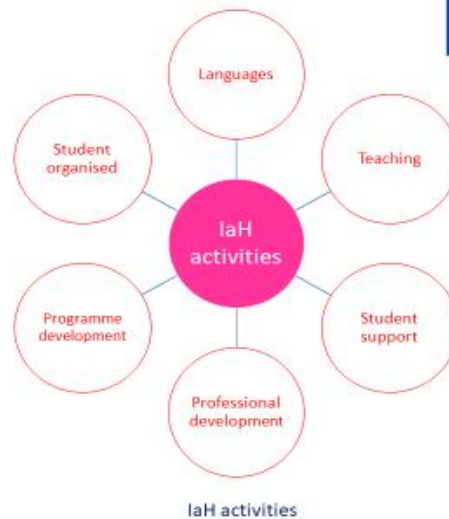 Languages
Teaching
Student
support
Professional
development
Programme
development
Student
organised
IaH
activities
IaH activities